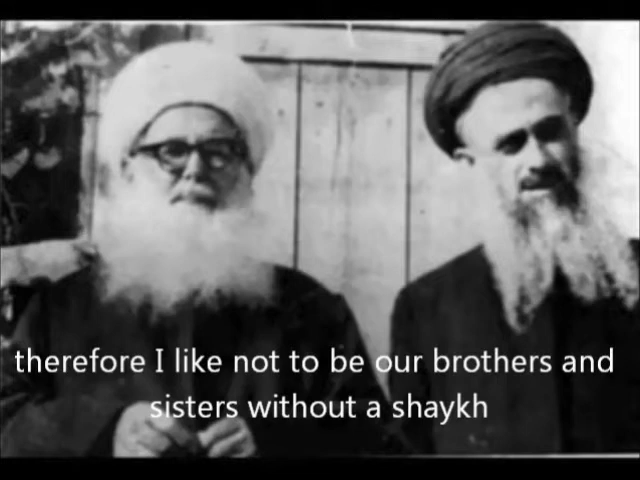 therefore I like not to be our brothers and
sisters without a shaykh